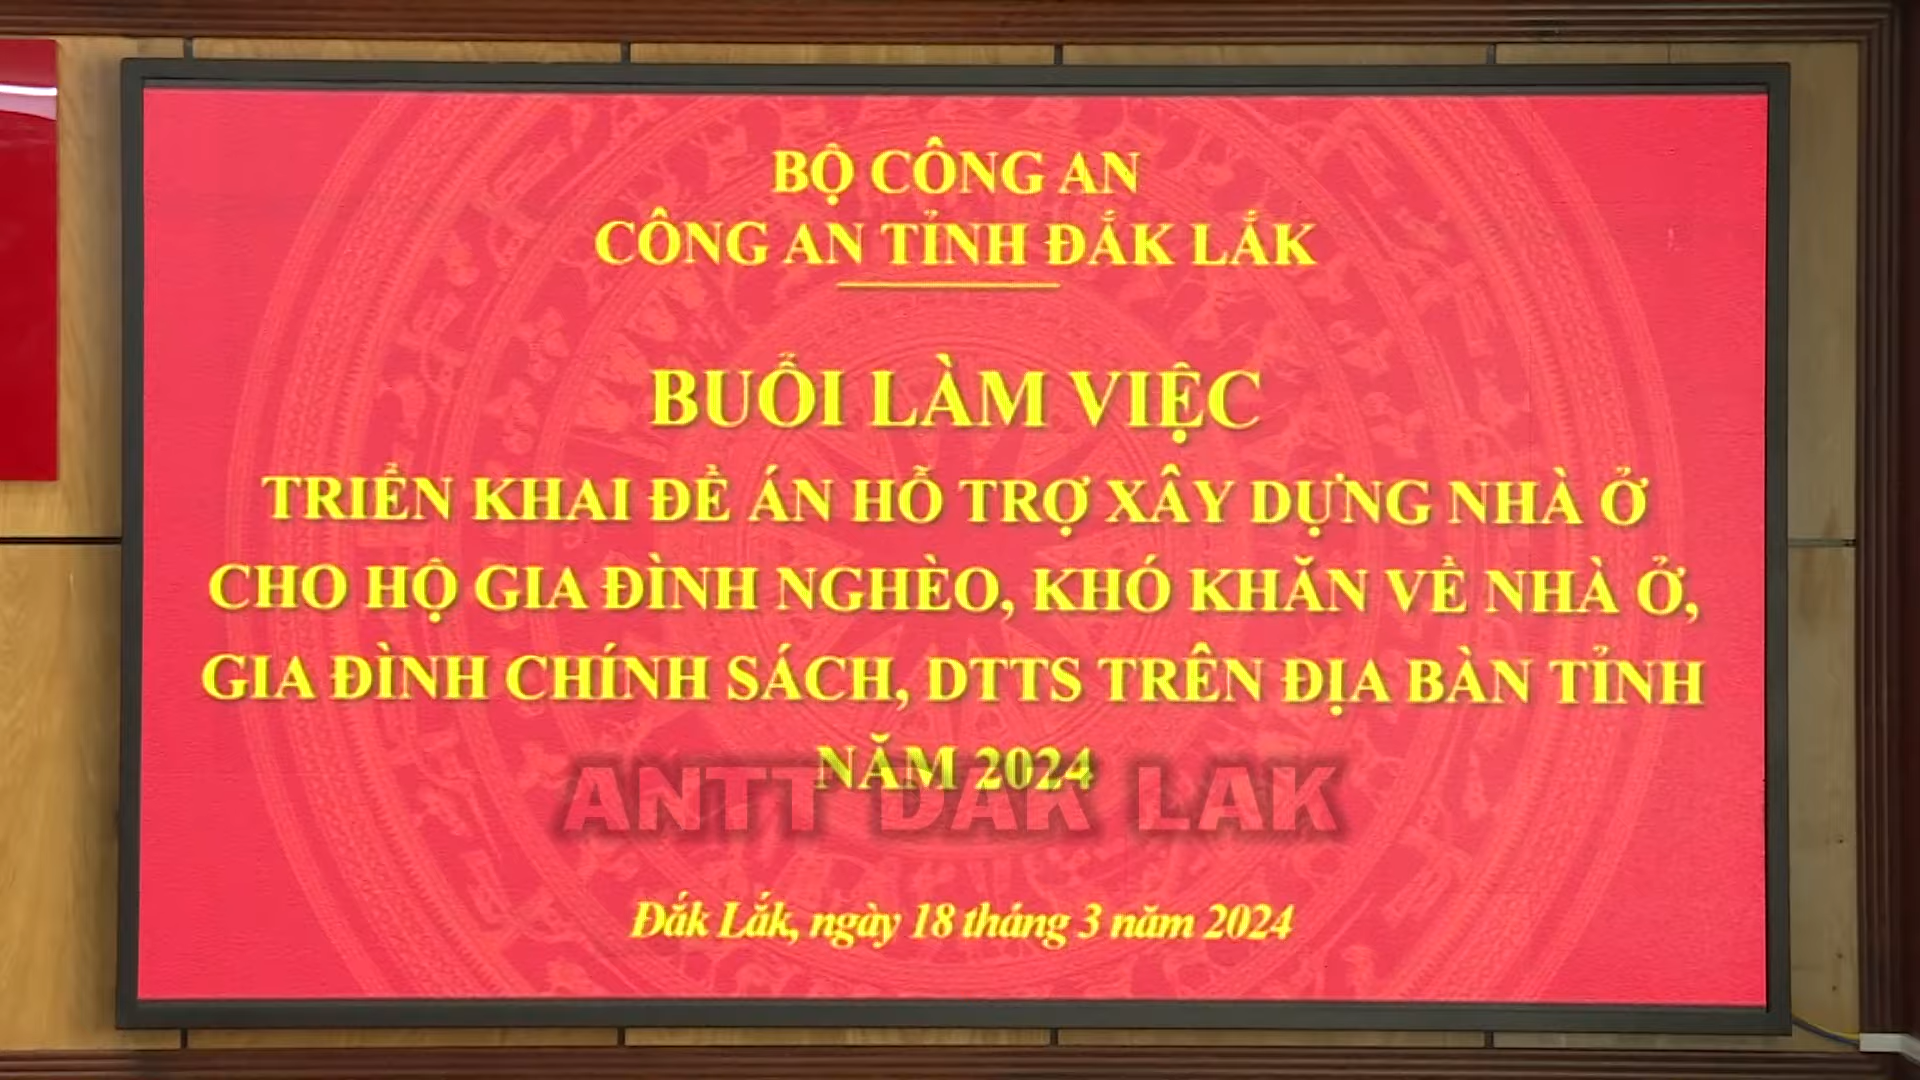 BỘ CÔNG AN
CÔNG AN TỈNH ĐẮK LẮK
BUỔI LÀM VIỆC
TRIỂN KHAI ĐỀ ÁN HỖ TRỢ XÂY DỰNG NHÀ Ở
CHO HỘ GIA ĐÌNH NGHÈO, KHÓ KHĂN VỀ NHÀ Ở,
GIA ĐÌNH CHÍNH SÁCH, DTTS TRÊN ĐỊA BÀN TỈNH
NĂM 2024
ANTT DAK LAK
Đắk Lắk, ngày 18 tháng 3 năm 2024